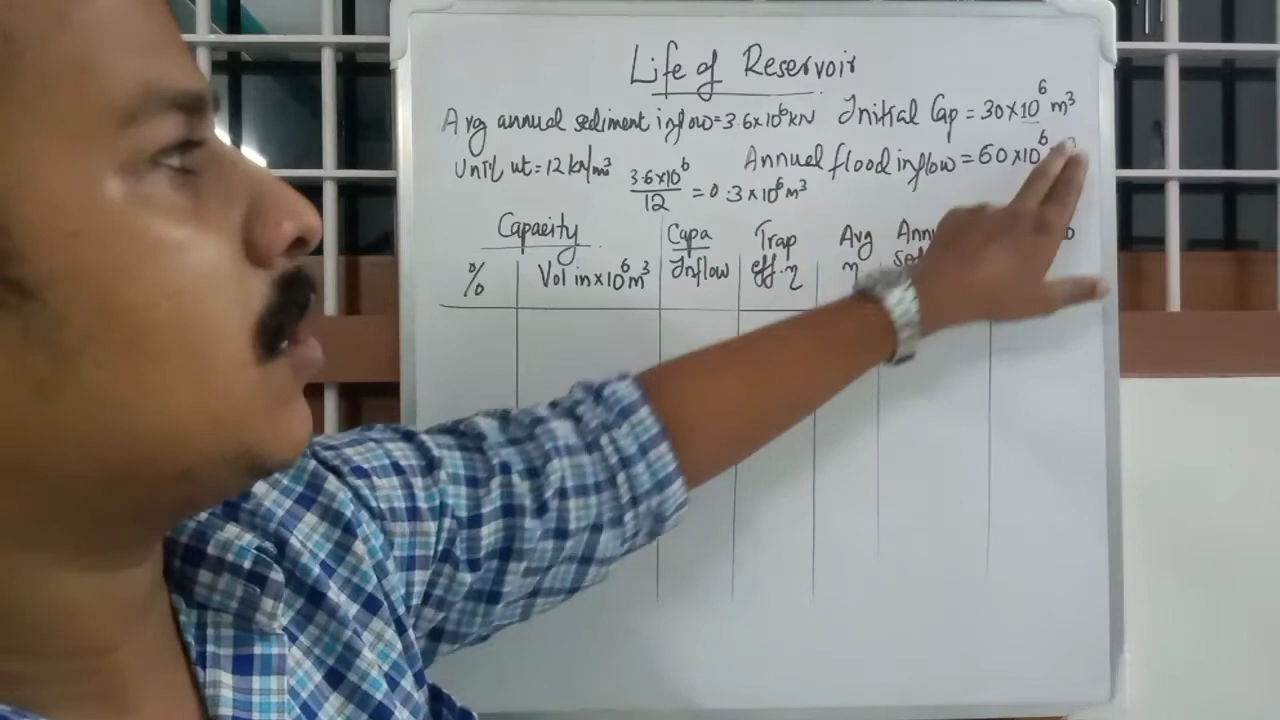 Life of Reservoir
Avg annual sediment inflow = 3.6×10⁶ kN Initial Cap = 30×10⁶ m³
Unit wt = 12 kN/m³ Annual flood inflow = 60×10⁶
3.6×10⁶/12 = 0.3×10⁶ m³
Capacity
% Vol in ×10⁶ m³
Capa/Inflow
Trap eff. η
Avg η